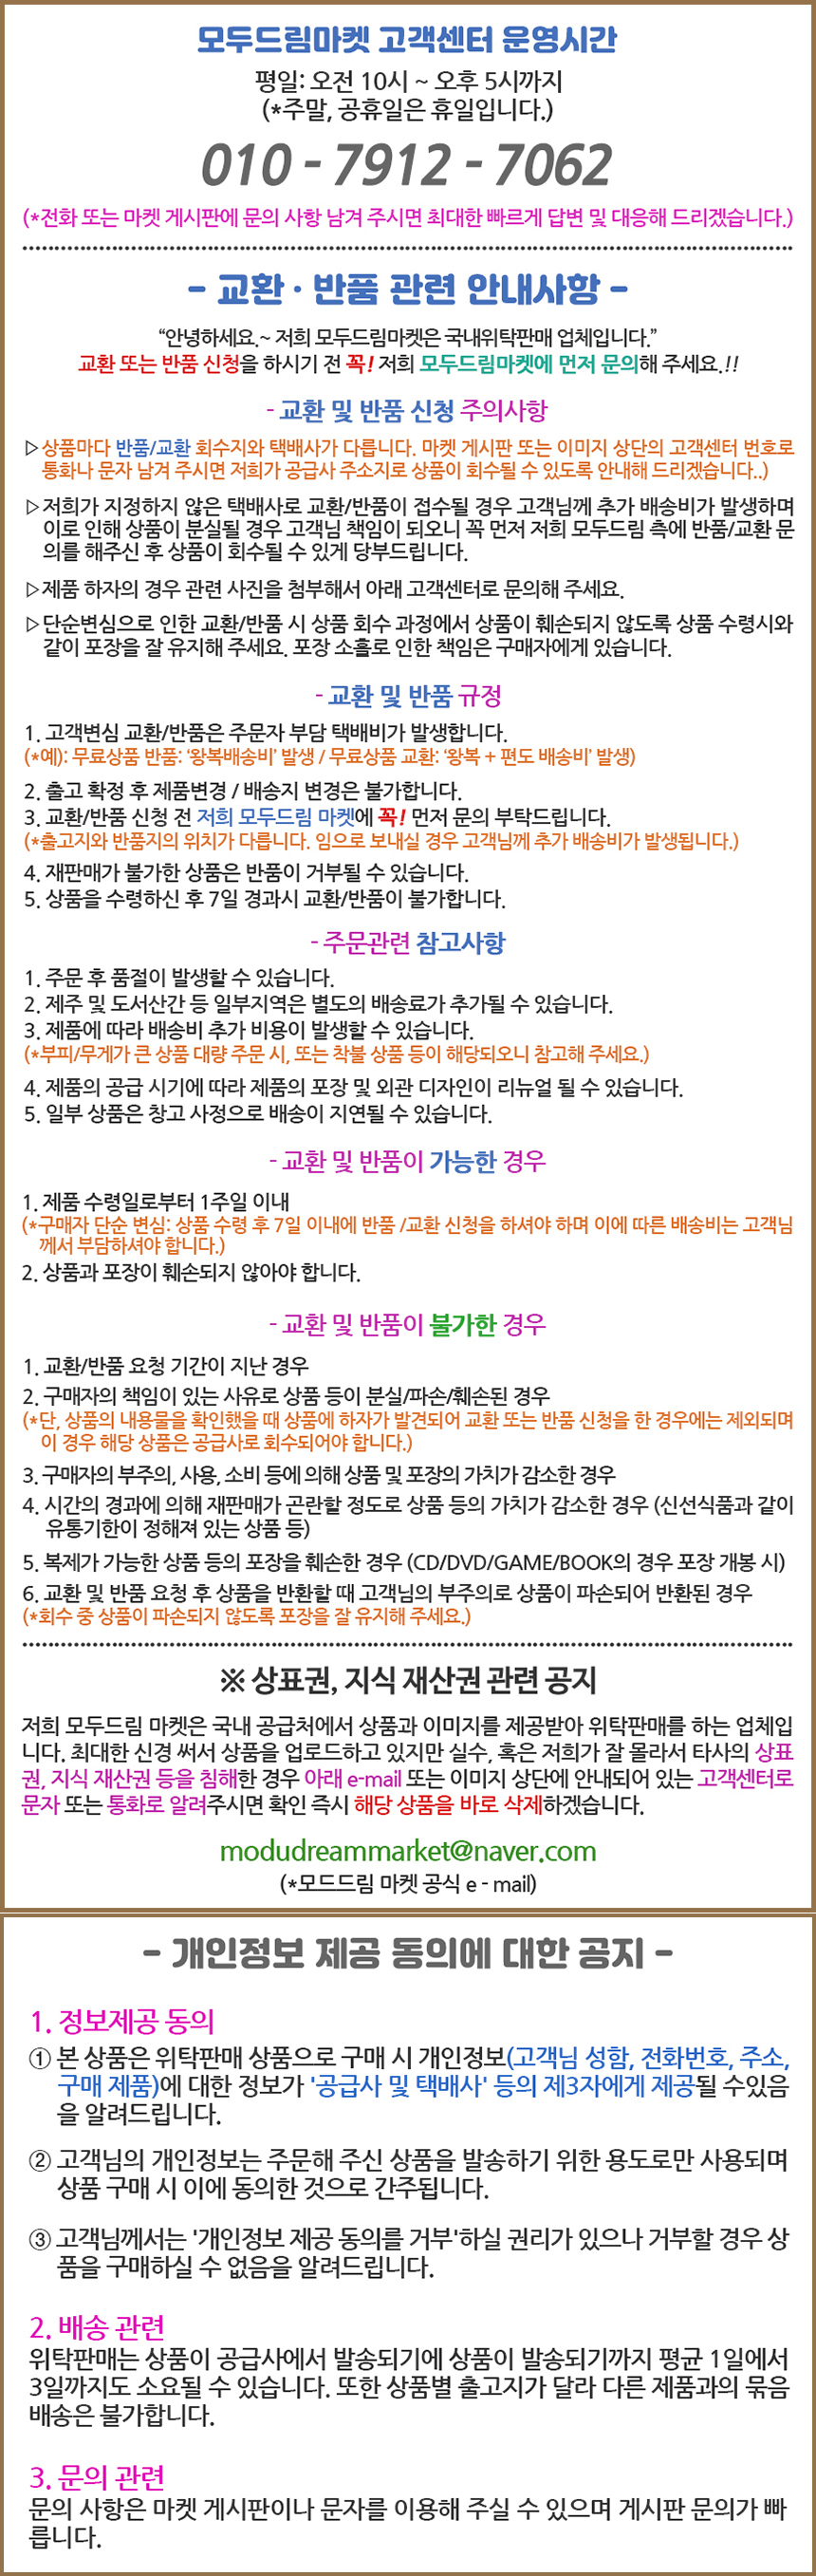 모두드림마켓 고객센터 운영시간
평일: 오전 10시 ~ 오후 5시까지
(*주말, 공휴일은 휴일입니다.)
010 - 7912 - 7062
(*전화 또는 마켓 게시판에 문의 사항 남겨 주시면 최대한 빠르게 답변 및 대응해 드리겠습니다.)
- 교환 · 반품 관련 안내사항 -
“안녕하세요.~ 저희 모두드림마켓은 국내위탁판매 업체입니다.”
교환 또는 반품 신청을 하시기 전 꼭! 저희 모두드림마켓에 먼저 문의해 주세요.!!
- 교환 및 반품 신청 주의사항
▷상품마다 반품/교환 회수지와 택배사가 다릅니다. 마켓 게시판 또는 이미지 상단의 고객센터 번호로
통화나 문자 남겨 주시면 저희가 공급사 주소지로 상품이 회수될 수 있도록 안내해 드리겠습니다..)
▷저희가 지정하지 않은 택배사로 교환/반품이 접수될 경우 고객님께 추가 배송비가 발생하며
이로 인해 상품이 분실될 경우 고객님 책임이 되오니 꼭 먼저 저희 모두드림 측에 반품/교환 문
의를 해주신 후 상품이 회수될 수 있게 당부드립니다.
▷제품 하자의 경우 관련 사진을 첨부해서 아래 고객센터로 문의해 주세요.
▷단순변심으로 인한 교환/반품 시 상품 회수 과정에서 상품이 훼손되지 않도록 상품 수령시와
같이 포장을 잘 유지해 주세요. 포장 소홀로 인한 책임은 구매자에게 있습니다.
- 교환 및 반품 규정
1. 고객변심 교환/반품은 주문자 부담 택배비가 발생합니다.
(*예): 무료상품 반품: ‘왕복배송비’ 발생 / 무료상품 교환: ‘왕복 + 편도 배송비’ 발생)
2. 출고 확정 후 제품변경 / 배송지 변경은 불가합니다.
3. 교환/반품 신청 전 저희 모두드림 마켓에 꼭! 먼저 문의 부탁드립니다.
(*출고지와 반품지의 위치가 다릅니다. 임으로 보내실 경우 고객님께 추가 배송비가 발생됩니다.)
4. 재판매가 불가한 상품은 반품이 거부될 수 있습니다.
5. 상품을 수령하신 후 7일 경과시 교환/반품이 불가합니다.
- 주문관련 참고사항
1. 주문 후 품절이 발생할 수 있습니다.
2. 제주 및 도서산간 등 일부지역은 별도의 배송료가 추가될 수 있습니다.
3. 제품에 따라 배송비 추가 비용이 발생할 수 있습니다.
(*부피/무게가 큰 상품 대량 주문 시, 또는 착불 상품 등이 해당되오니 참고해 주세요.)
4. 제품의 공급 시기에 따라 제품의 포장 및 외관 디자인이 리뉴얼 될 수 있습니다.
5. 일부 상품은 창고 사정으로 배송이 지연될 수 있습니다.
- 교환 및 반품이 가능한 경우
1. 제품 수령일로부터 1주일 이내
(*구매자 단순 변심: 상품 수령 후 7일 이내에 반품 /교환 신청을 하셔야 하며 이에 따른 배송비는 고객님
께서 부담하셔야 합니다.)
2. 상품과 포장이 훼손되지 않아야 합니다.
- 교환 및 반품이 불가한 경우
1. 교환/반품 요청 기간이 지난 경우
2. 구매자의 책임이 있는 사유로 상품 등이 분실/파손/훼손된 경우
(*단, 상품의 내용물을 확인했을 때 상품에 하자가 발견되어 교환 또는 반품 신청을 한 경우에는 제외되며
이 경우 해당 상품은 공급사로 회수되어야 합니다.)
3. 구매자의 부주의, 사용, 소비 등에 의해 상품 및 포장의 가치가 감소한 경우
4. 시간의 경과에 의해 재판매가 곤란할 정도로 상품 등의 가치가 감소한 경우 (신선식품과 같이
유통기한이 정해져 있는 상품 등)
5. 복제가 가능한 상품 등의 포장을 훼손한 경우 (CD/DVD/GAME/BOOK의 경우 포장 개봉 시)
6. 교환 및 반품 요청 후 상품을 반환할 때 고객님의 부주의로 상품이 파손되어 반환된 경우
(*회수 중 상품이 파손되지 않도록 포장을 잘 유지해 주세요.)
※ 상표권, 지식 재산권 관련 공지
저희 모두드림 마켓은 국내 공급처에서 상품과 이미지를 제공받아 위탁판매를 하는 업체입
니다. 최대한 신경 써서 상품을 업로드하고 있지만 실수, 혹은 저희가 잘 몰라서 타사의 상표
권, 지식 재산권 등을 침해한 경우 아래 e-mail 또는 이미지 상단에 안내되어 있는 고객센터로
문자 또는 통화로 알려주시면 확인 즉시 해당 상품을 바로 삭제하겠습니다.
modudreammarket@naver.com
(*모드드림 마켓 공식 e - mail)
- 개인정보 제공 동의에 대한 공지 -
1. 정보제공 동의
① 본 상품은 위탁판매 상품으로 구매 시 개인정보(고객님 성함, 전화번호, 주소,
구매 제품)에 대한 정보가 '공급사 및 택배사' 등의 제3자에게 제공될 수있음
을 알려드립니다.
② 고객님의 개인정보는 주문해 주신 상품을 발송하기 위한 용도로만 사용되며
상품 구매 시 이에 동의한 것으로 간주됩니다.
③ 고객님께서는 '개인정보 제공 동의를 거부'하실 권리가 있으나 거부할 경우 상
품을 구매하실 수 없음을 알려드립니다.
2. 배송 관련
위탁판매는 상품이 공급사에서 발송되기에 상품이 발송되기까지 평균 1일에서
3일까지도 소요될 수 있습니다. 또한 상품별 출고지가 달라 다른 제품과의 묶음
배송은 불가합니다.
3. 문의 관련
문의 사항은 마켓 게시판이나 문자를 이용해 주실 수 있으며 게시판 문의가 빠
릅니다.